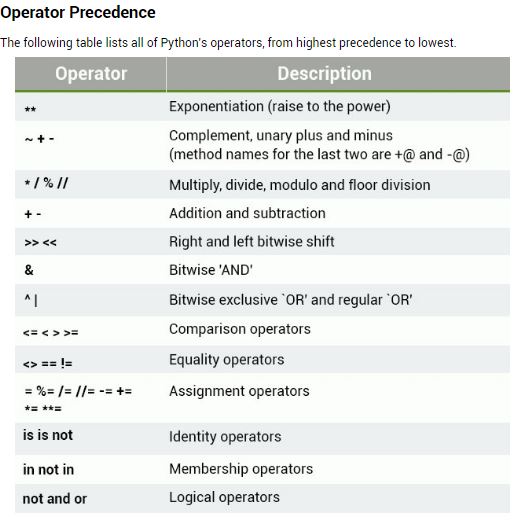 Operator Precedence
The following table lists all of Python's operators, from highest precedence to lowest.
Operator Description
** Exponentiation (raise to the power)
~ + - Complement, unary plus and minus
(method names for the last two are +@ and -@)
* / % // Multiply, divide, modulo and floor division
+ - Addition and subtraction
>> << Right and left bitwise shift
& Bitwise 'AND'
^ | Bitwise exclusive `OR' and regular `OR'
<= < > >= Comparison operators
<> == != Equality operators
= %= /= //= -= += Assignment operators
*= **=
is is not Identity operators
in not in Membership operators
not and or Logical operators